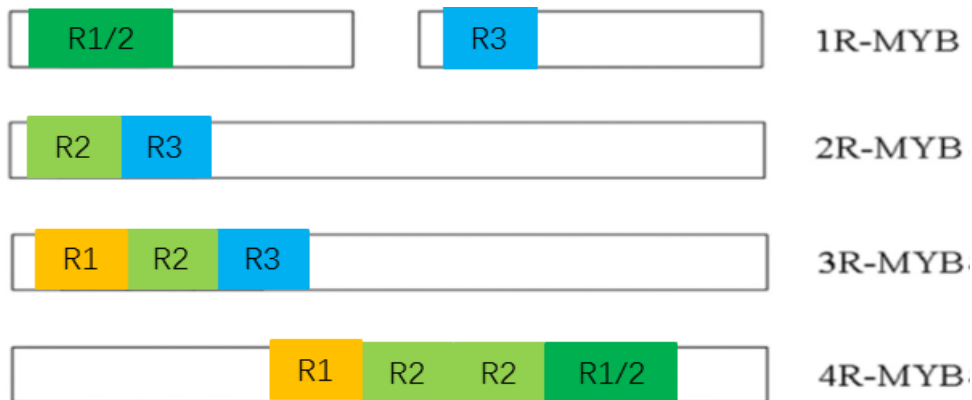 R1/2 R3 1R-MYB
R2 R3 2R-MYB
R1 R2 R3 3R-MYB
R1 R2 R2 R1/2 4R-MYB